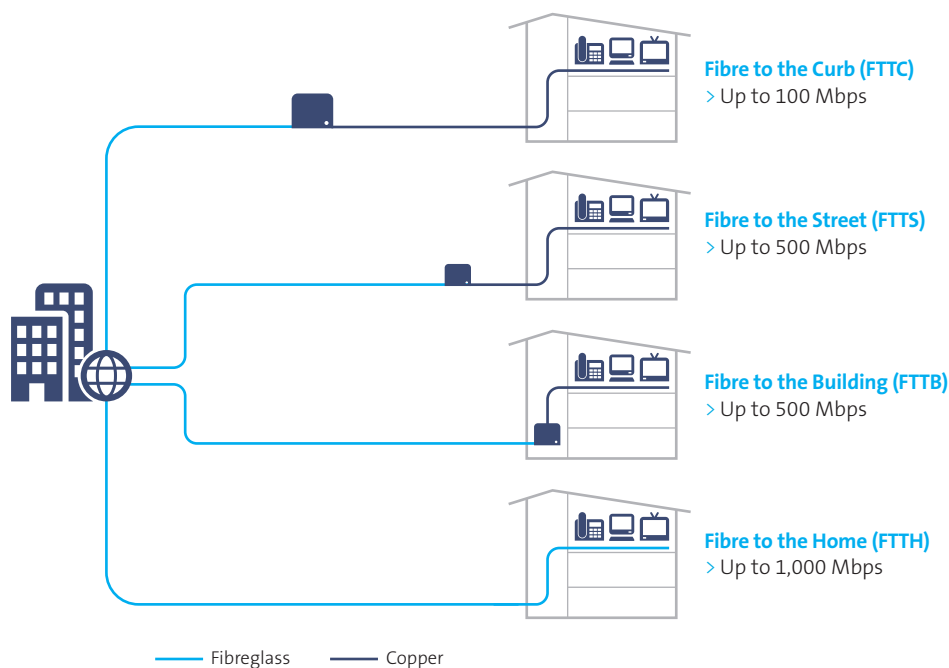 Fibre to the Curb (FTTC)
> Up to 100 Mbps
Fibre to the Street (FTTS)
> Up to 500 Mbps
Fibre to the Building (FTTB)
> Up to 500 Mbps
Fibre to the Home (FTTH)
> Up to 1,000 Mbps
Fibreglass
Copper